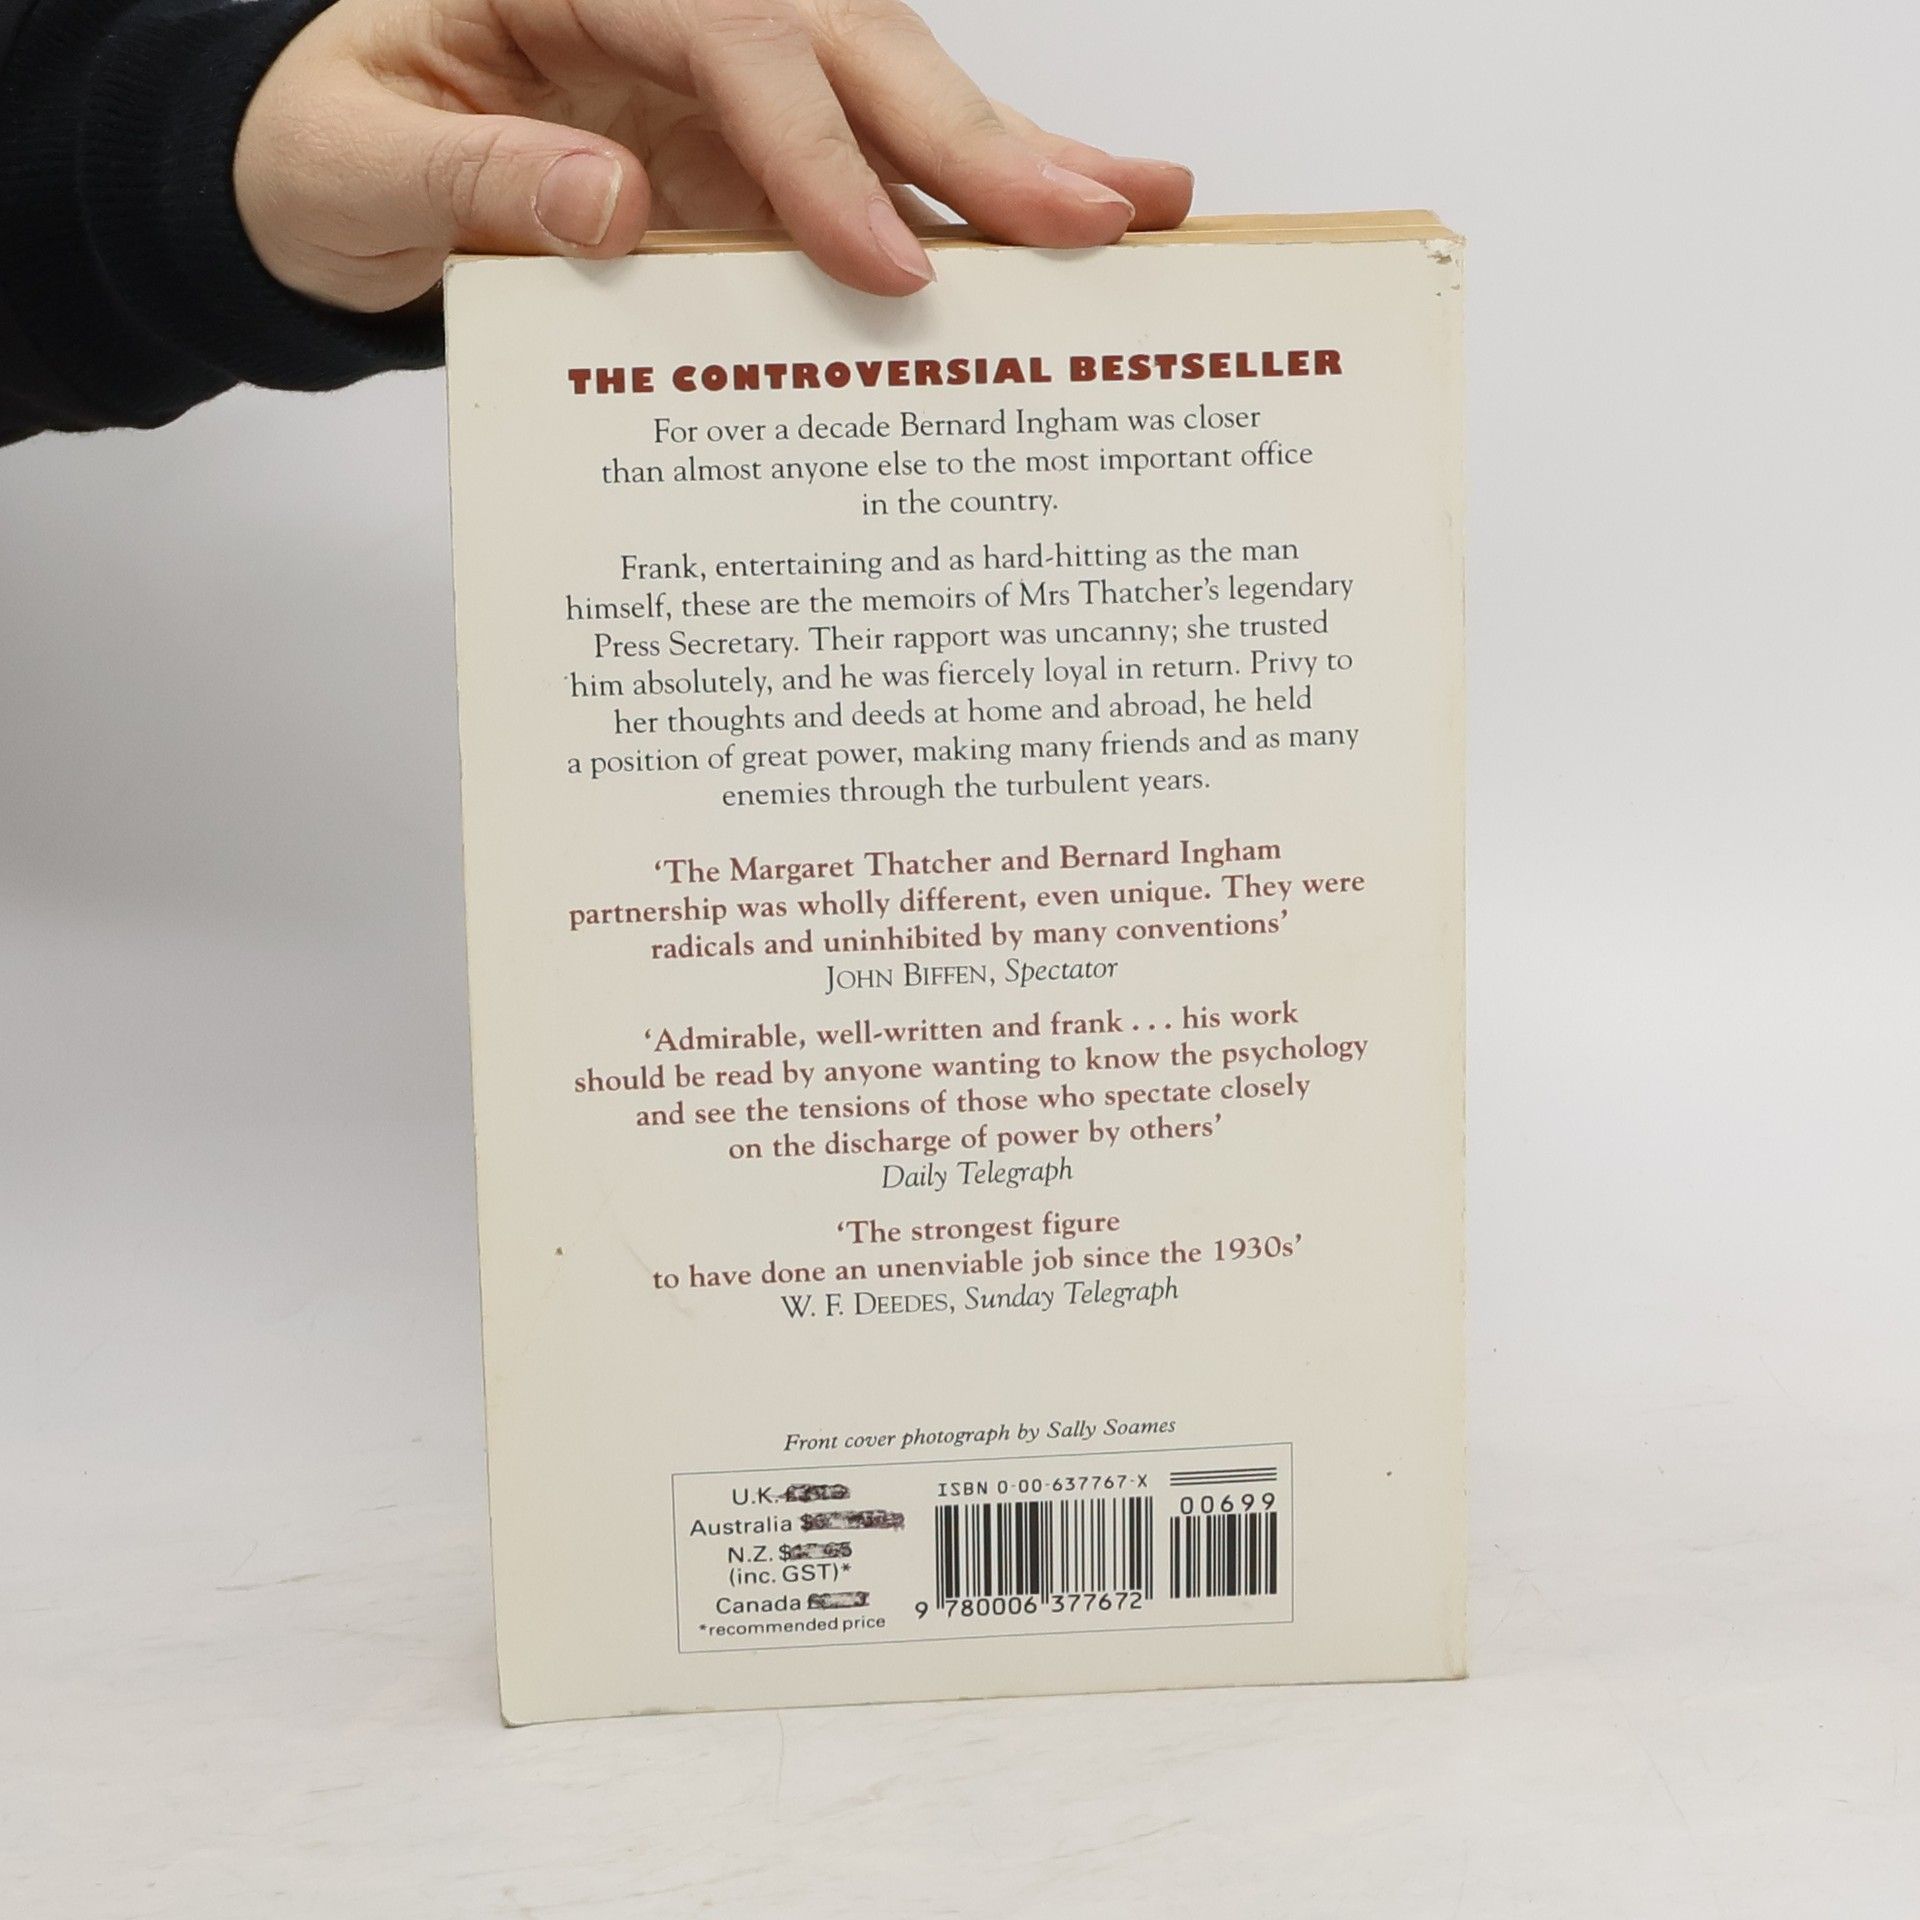 THE CONTROVERSIAL BESTSELLER
For over a decade Bernard Ingham was closer
than almost anyone else to the most important office
in the country.
Frank, entertaining and as hard-hitting as the man
himself, these are the memoirs of Mrs Thatcher's legendary
Press Secretary. Their rapport was uncanny; she trusted
him absolutely, and he was fiercely loyal in return. Privy to
her thoughts and deeds at home and abroad, he held
a position of great power, making many friends and as many
enemies through the turbulent years.
‘The Margaret Thatcher and Bernard Ingham
partnership was wholly different, even unique. They were
radicals and uninhibited by many conventions’
JOHN BIFFEN, Spectator
‘Admirable, well-written and frank . . . his work
should be read by anyone wanting to know the psychology
and see the tensions of those who spectate closely
on the discharge of power by others’
Daily Telegraph
‘The strongest figure
to have done an unenviable job since the 1930s’
W. F. DEEDES, Sunday Telegraph
Front cover photograph by Sally Soames
U.K.
Australia
N.Z.
(inc. GST)*
Canada
*recommended price
ISBN 0-00-637767-X
9 780006 377672
00699